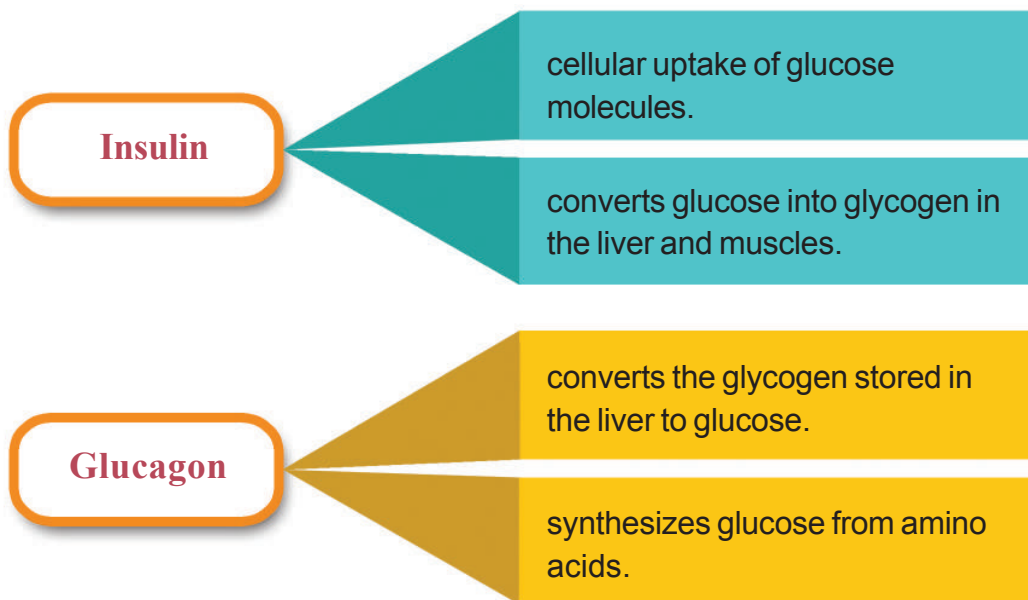 Insulin
cellular uptake of glucose
molecules.
converts glucose into glycogen in
the liver and muscles.
Glucagon
converts the glycogen stored in
the liver to glucose.
synthesizes glucose from amino
acids.